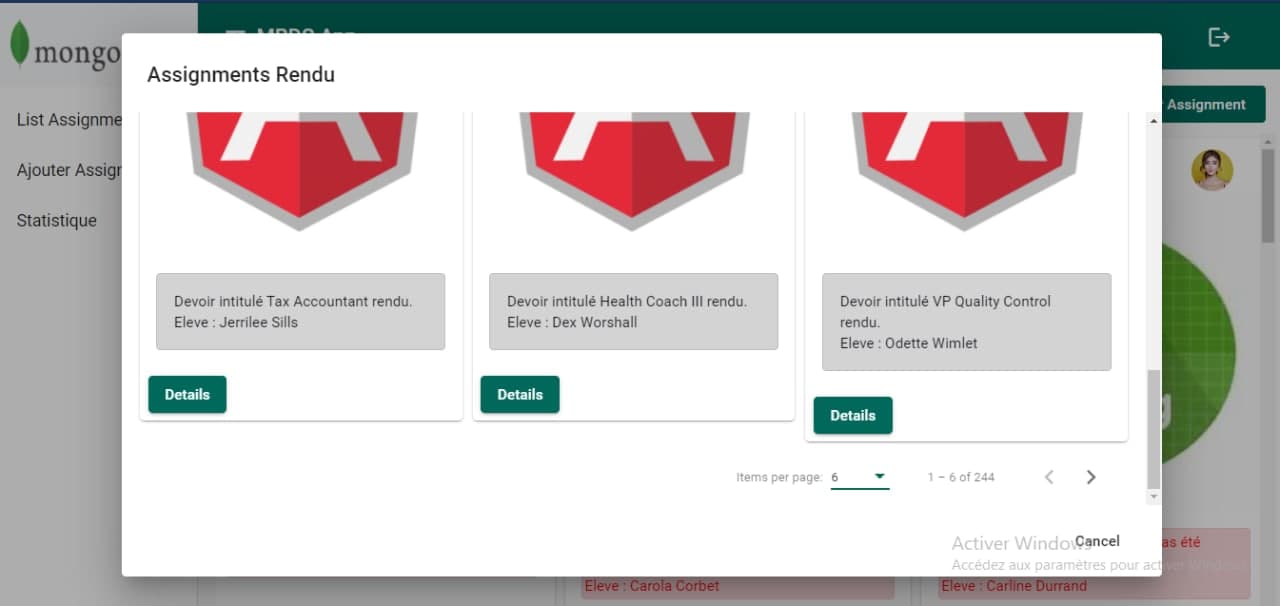 mongo
List Assignme
Ajouter Assign
Statistique
Assignment
Assignments Rendu
Devoir intitulé Tax Accountant rendu.
Eleve : Jerrilee Sills
Details
Devoir intitulé Health Coach III rendu.
Eleve : Dex Worshall
Details
Devoir intitulé VP Quality Control
rendu.
Eleve : Odette Wimlet
Details
Items per page: 6
1 – 6 of 244
Cancel
Activer Windows
Accédez aux paramètres pour activer Windows.
as été
Eleve : Carola Corbet
Eleve : Carline Durrand